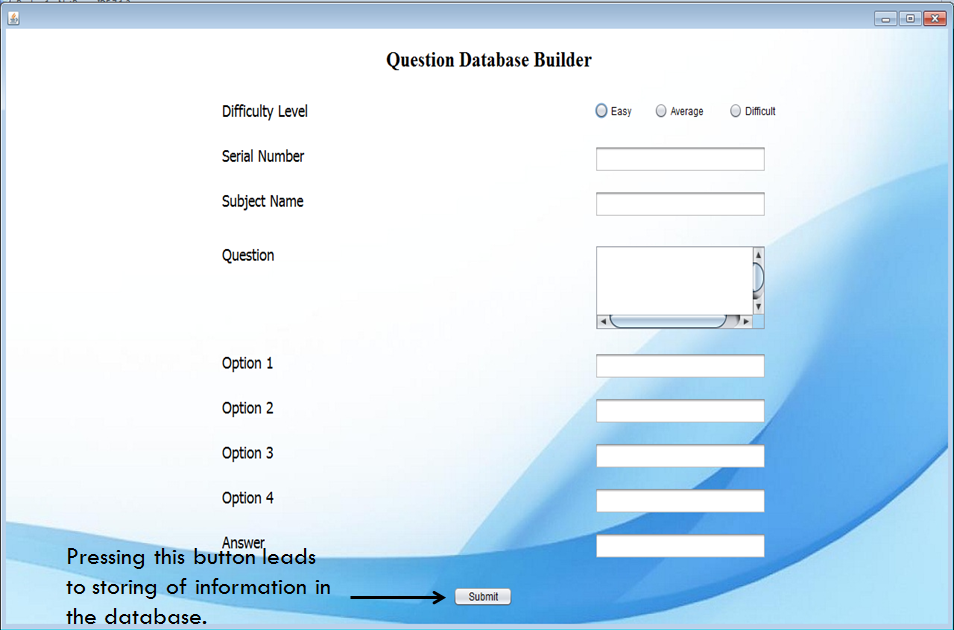 Question Database Builder
Difficulty Level Easy Average Difficult
Serial Number
Subject Name
Question
Option 1
Option 2
Option 3
Option 4
Answer
Pressing this button leads
to storing of information in
the database.
Submit